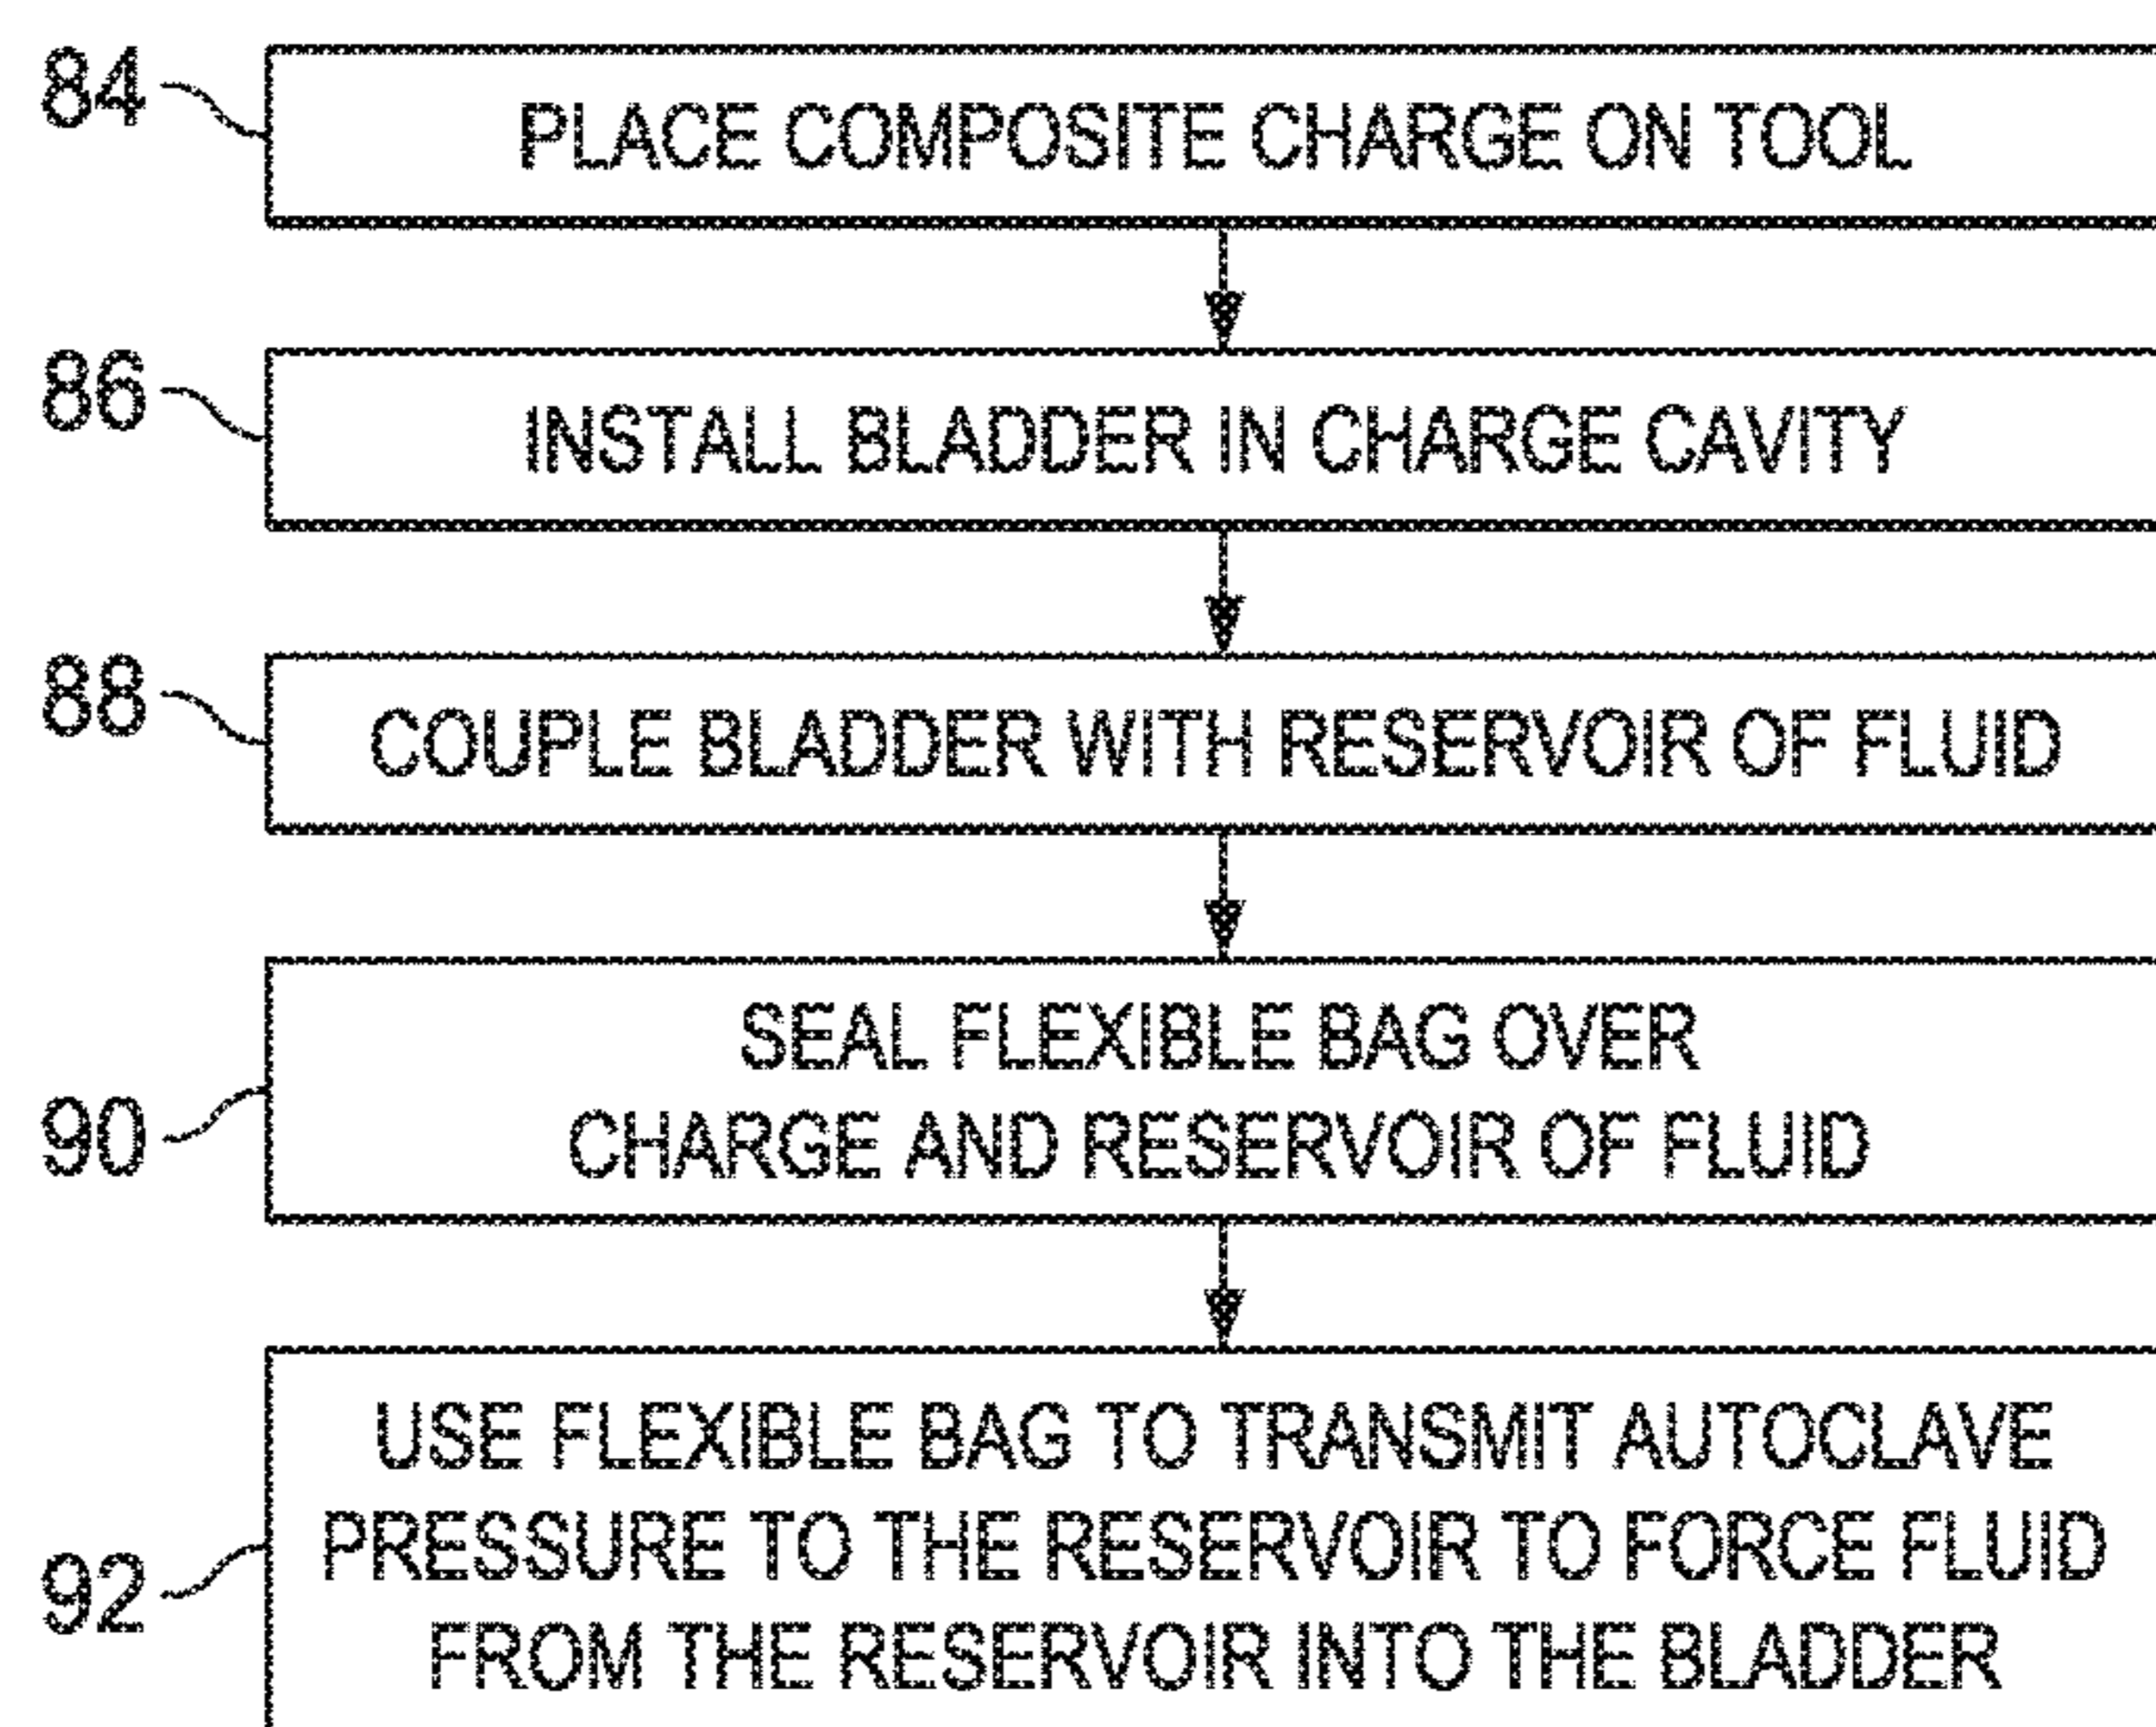 84
PLACE COMPOSITE CHARGE ON TOOL
86
INSTALL BLADDER IN CHARGE CAVITY
88
COUPLE BLADDER WITH RESERVOIR OF FLUID
90
SEAL FLEXIBLE BAG OVER
CHARGE AND RESERVOIR OF FLUID
92
USE FLEXIBLE BAG TO TRANSMIT AUTOCLAVE
PRESSURE TO THE RESERVOIR TO FORCE FLUID
FROM THE RESERVOIR INTO THE BLADDER